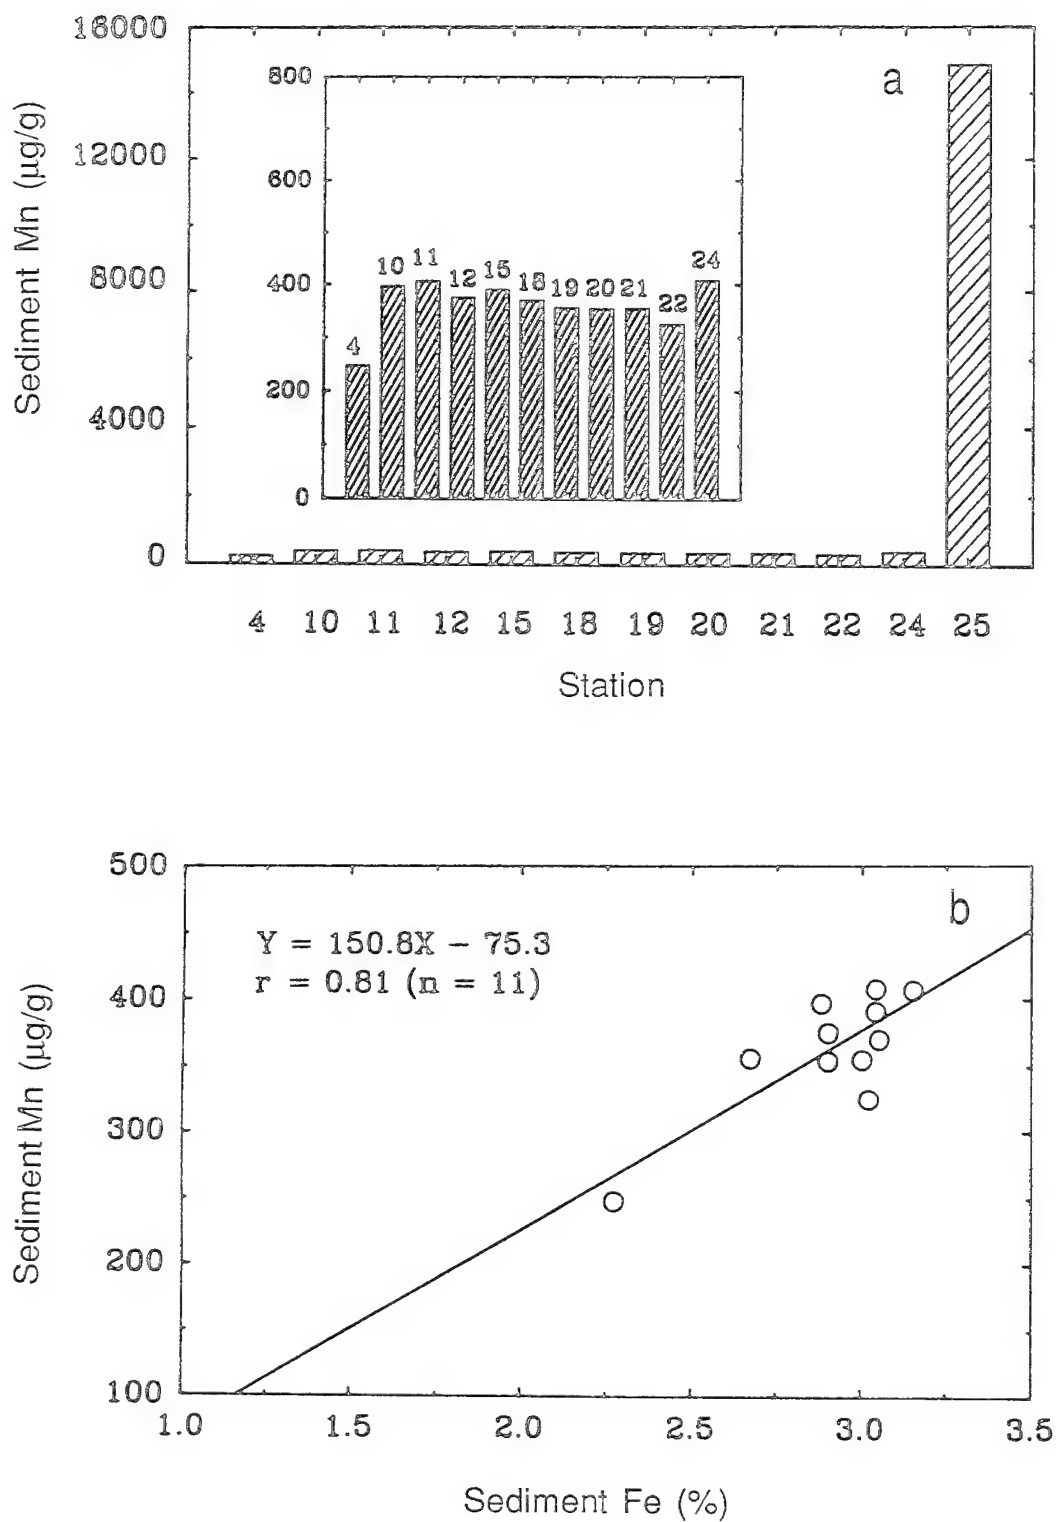 a
Sediment Mn (µg/g)
16000
12000
8000
4000
0
800
600
400
200
0
4 10 11 12 15 18 19 20 21 22 24
4 10 11 12 15 18 19 20 21 22 24 25
Station
b
Sediment Mn (µg/g)
500
400
300
200
100
Y = 150.8X − 75.3
r = 0.81 (n = 11)
1.0 1.5 2.0 2.5 3.0 3.5
Sediment Fe (%)